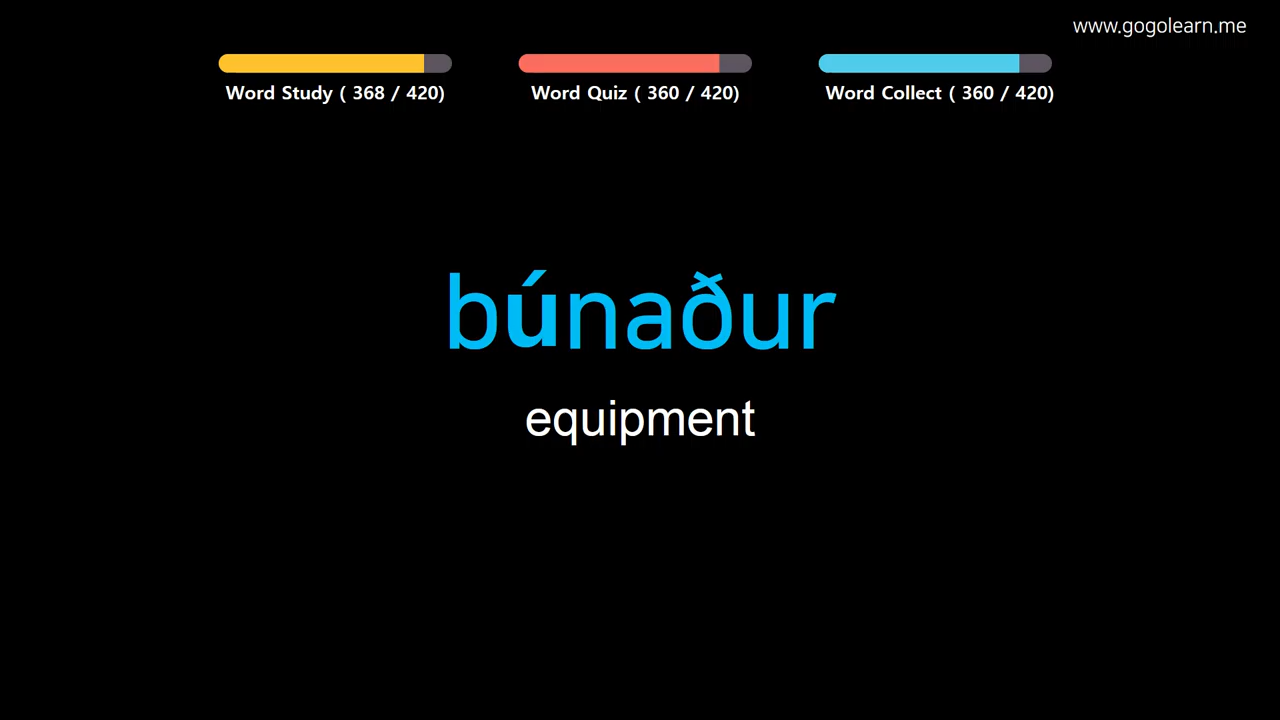 www.gogolearn.me
Word Study ( 368 / 420)
Word Quiz ( 360 / 420)
Word Collect ( 360 / 420)
búnaður
equipment